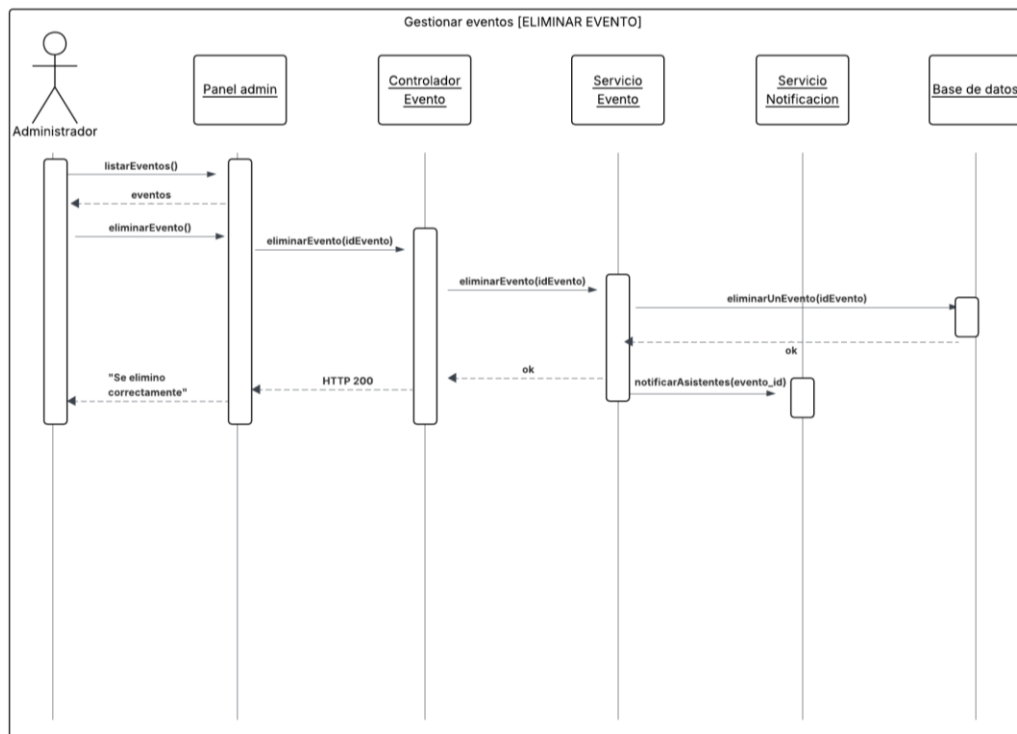 Gestionar eventos [ELIMINAR EVENTO]
Administrador
Panel admin
Controlador
Evento
Servicio
Evento
Servicio
Notificacion
Base de datos
listarEventos()
eventos
eliminarEvento()
eliminarEvento(idEvento)
eliminarEvento(idEvento)
eliminarUnEvento(idEvento)
ok
ok
HTTP 200
"Se elimino
correctamente"
notificarAsistentes(evento_id)